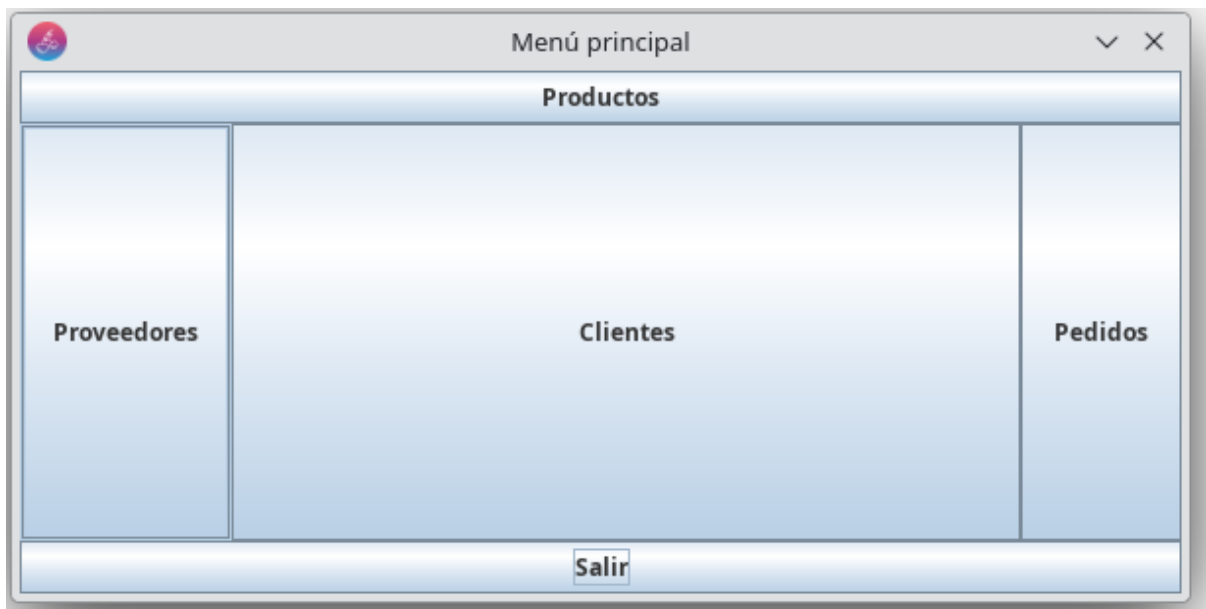 Menú principal
Productos
Proveedores
Clientes
Pedidos
Salir